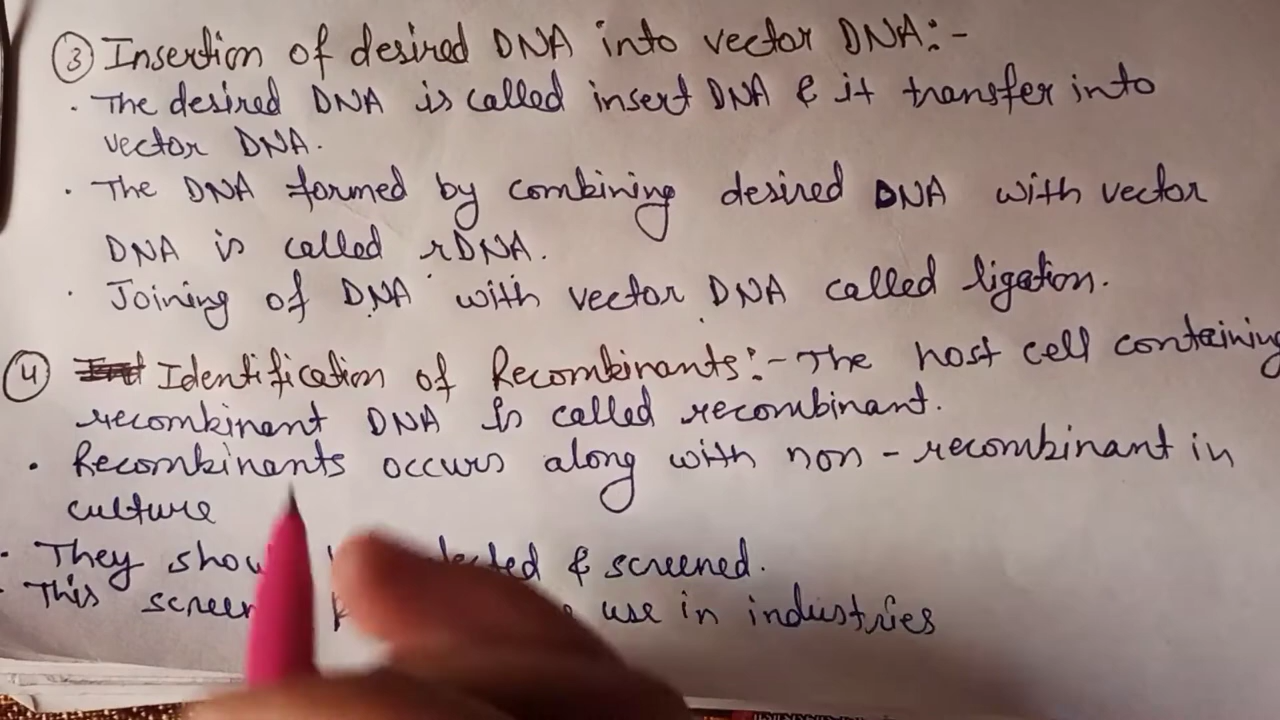 ③ Insertion of desired DNA into vector DNA:-
· The desired DNA is called insert DNA & it transfer into
vector DNA.
· The DNA formed by combining desired DNA with vector
DNA is called rDNA.
· Joining of DNA with vector DNA called ligation.
④ Identification of Recombinants:- The host cell containing
recombinent DNA is called recombinant.
· Recombinants occurs along with non-recombinant in
culture
· They & screened.
· This use in industries